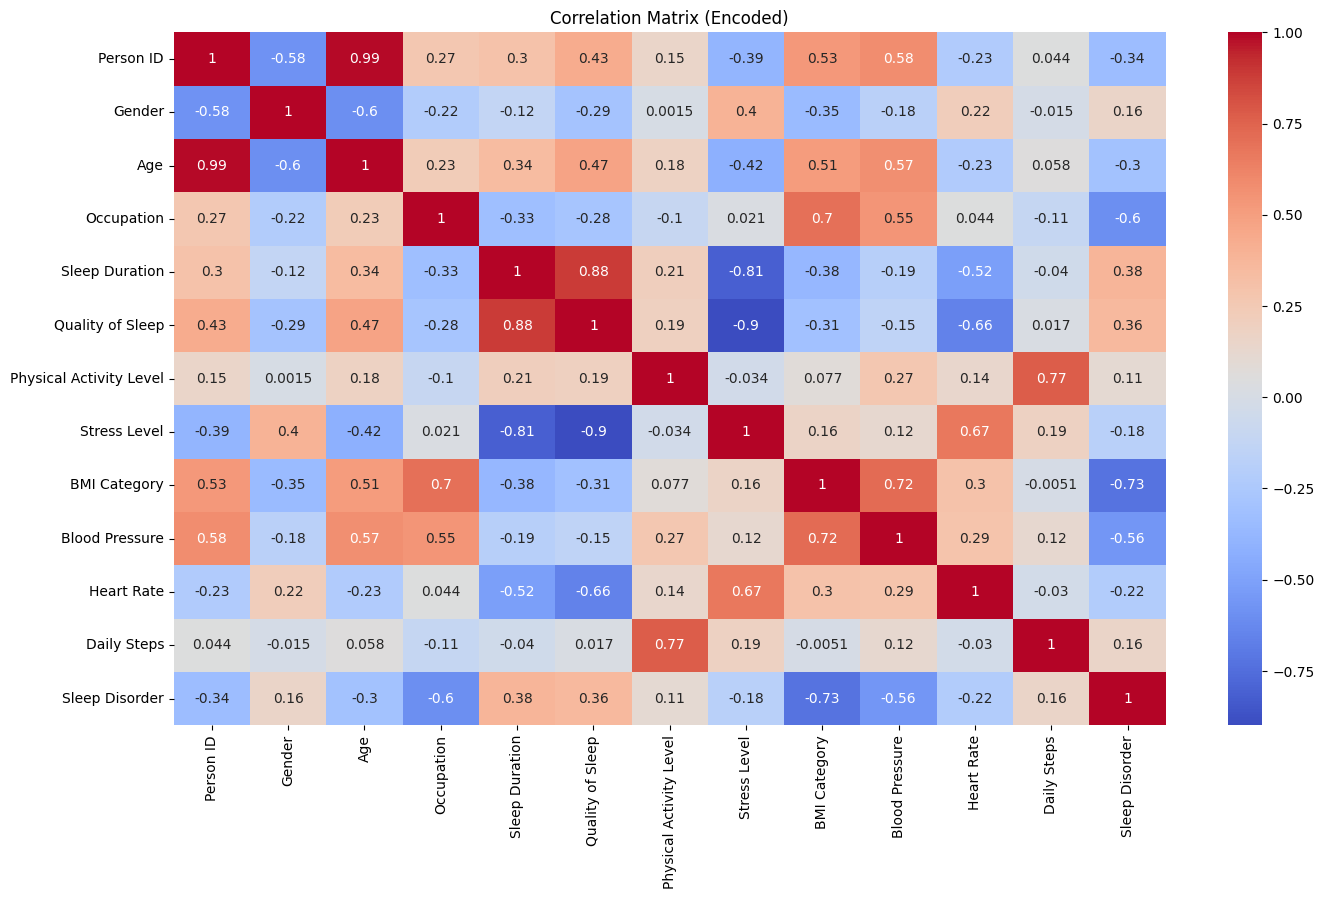 Correlation Matrix (Encoded)
Person ID 1 -0.58 0.99 0.27 0.3 0.43 0.15 -0.39 0.53 0.58 -0.23 0.044 -0.34
Gender -0.58 1 -0.6 -0.22 -0.12 -0.29 0.0015 0.4 -0.35 -0.18 0.22 -0.015 0.16
Age 0.99 -0.6 1 0.23 0.34 0.47 0.18 -0.42 0.51 0.57 -0.23 0.058 -0.3
Occupation 0.27 -0.22 0.23 1 -0.33 -0.28 -0.1 0.021 0.7 0.55 0.044 -0.11 -0.6
Sleep Duration 0.3 -0.12 0.34 -0.33 1 0.88 0.21 -0.81 -0.38 -0.19 -0.52 -0.04 0.38
Quality of Sleep 0.43 -0.29 0.47 -0.28 0.88 1 0.19 -0.9 -0.31 -0.15 -0.66 0.017 0.36
Physical Activity Level 0.15 0.0015 0.18 -0.1 0.21 0.19 1 -0.034 0.077 0.27 0.14 0.77 0.11
Stress Level -0.39 0.4 -0.42 0.021 -0.81 -0.9 -0.034 1 0.16 0.12 0.67 0.19 -0.18
BMI Category 0.53 -0.35 0.51 0.7 -0.38 -0.31 0.077 0.16 1 0.72 0.3 -0.0051 -0.73
Blood Pressure 0.58 -0.18 0.57 0.55 -0.19 -0.15 0.27 0.12 0.72 1 0.29 0.12 -0.56
Heart Rate -0.23 0.22 -0.23 0.044 -0.52 -0.66 0.14 0.67 0.3 0.29 1 -0.03 -0.22
Daily Steps 0.044 -0.015 0.058 -0.11 -0.04 0.017 0.77 0.19 -0.0051 0.12 -0.03 1 0.16
Sleep Disorder -0.34 0.16 -0.3 -0.6 0.38 0.36 0.11 -0.18 -0.73 -0.56 -0.22 0.16 1
Person ID
Gender
Age
Occupation
Sleep Duration
Quality of Sleep
Physical Activity Level
Stress Level
BMI Category
Blood Pressure
Heart Rate
Daily Steps
Sleep Disorder
1.00
0.75
0.50
0.25
0.00
−0.25
−0.50
−0.75